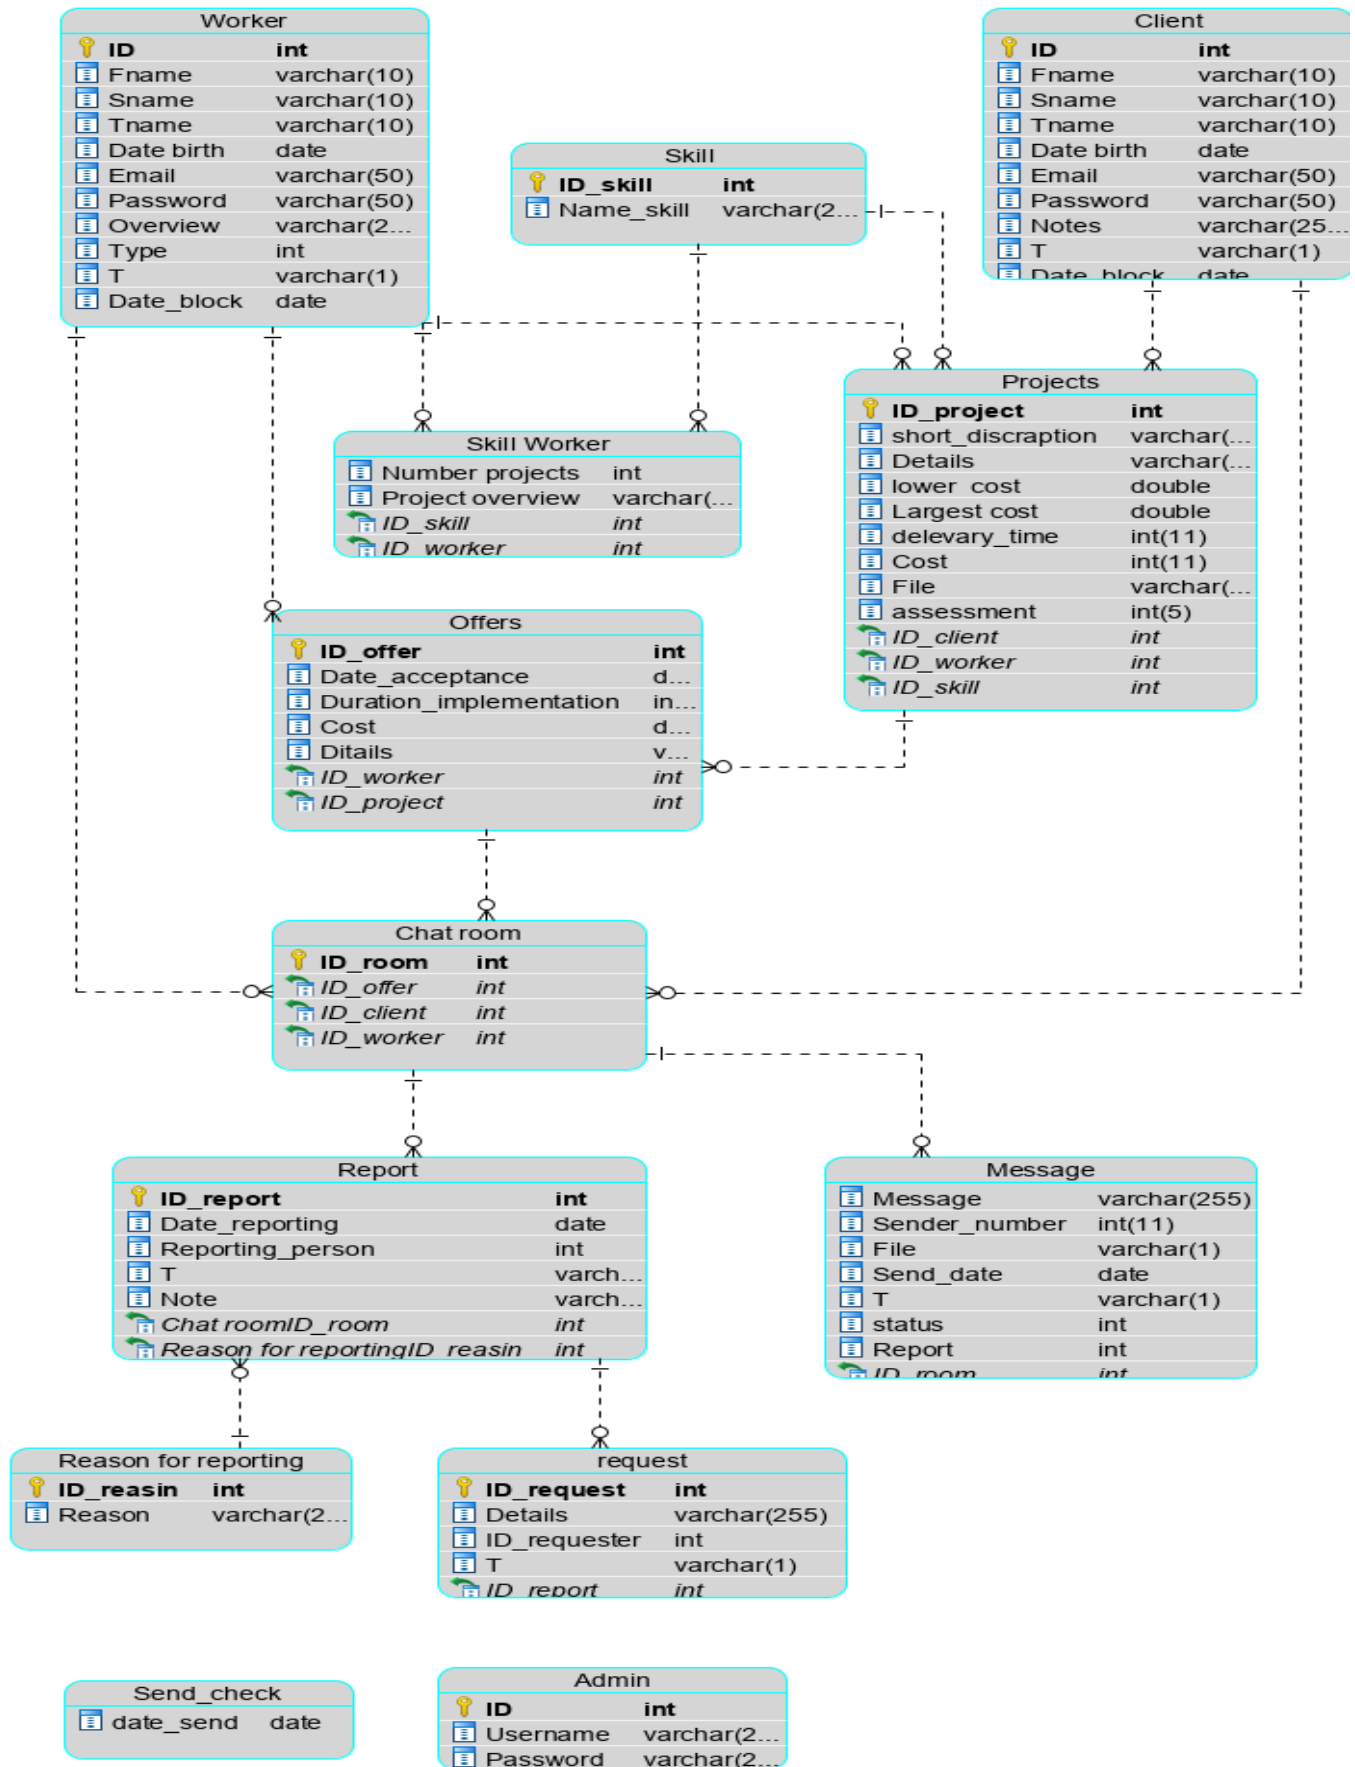 Worker
ID int
Fname varchar(10)
Sname varchar(10)
Tname varchar(10)
Date birth date
Email varchar(50)
Password varchar(50)
Overview varchar(2...
Type int
T varchar(1)
Date_block date
Client
ID int
Fname varchar(10)
Sname varchar(10)
Tname varchar(10)
Date birth date
Email varchar(50)
Password varchar(50)
Notes varchar(25...
T varchar(1)
Date_block date
Skill
ID_skill int
Name_skill varchar(2...
Skill Worker
Number projects int
Project overview varchar(...
ID_skill int
ID_worker int
Projects
ID_project int
short_discraption varchar(...
Details varchar(...
lower_cost double
Largest cost double
delevary_time int(11)
Cost int(11)
File varchar(...
assessment int(5)
ID_client int
ID_worker int
ID_skill int
Offers
ID_offer int
Date_acceptance d...
Duration_implementation in...
Cost d...
Ditails v...
ID_worker int
ID_project int
Chat room
ID_room int
ID_offer int
ID_client int
ID_worker int
Report
ID_report int
Date_reporting date
Reporting_person int
T varch...
Note varch...
Chat roomID_room int
Reason for reportingID_reasin int
Message
Message varchar(255)
Sender_number int(11)
File varchar(1)
Send_date date
T varchar(1)
status int
Report int
ID_room int
Reason for reporting
ID_reasin int
Reason varchar(2...
request
ID_request int
Details varchar(255)
ID_requester int
T varchar(1)
ID_report int
Send_check
date_send date
Admin
ID int
Username varchar(2...
Password varchar(2...